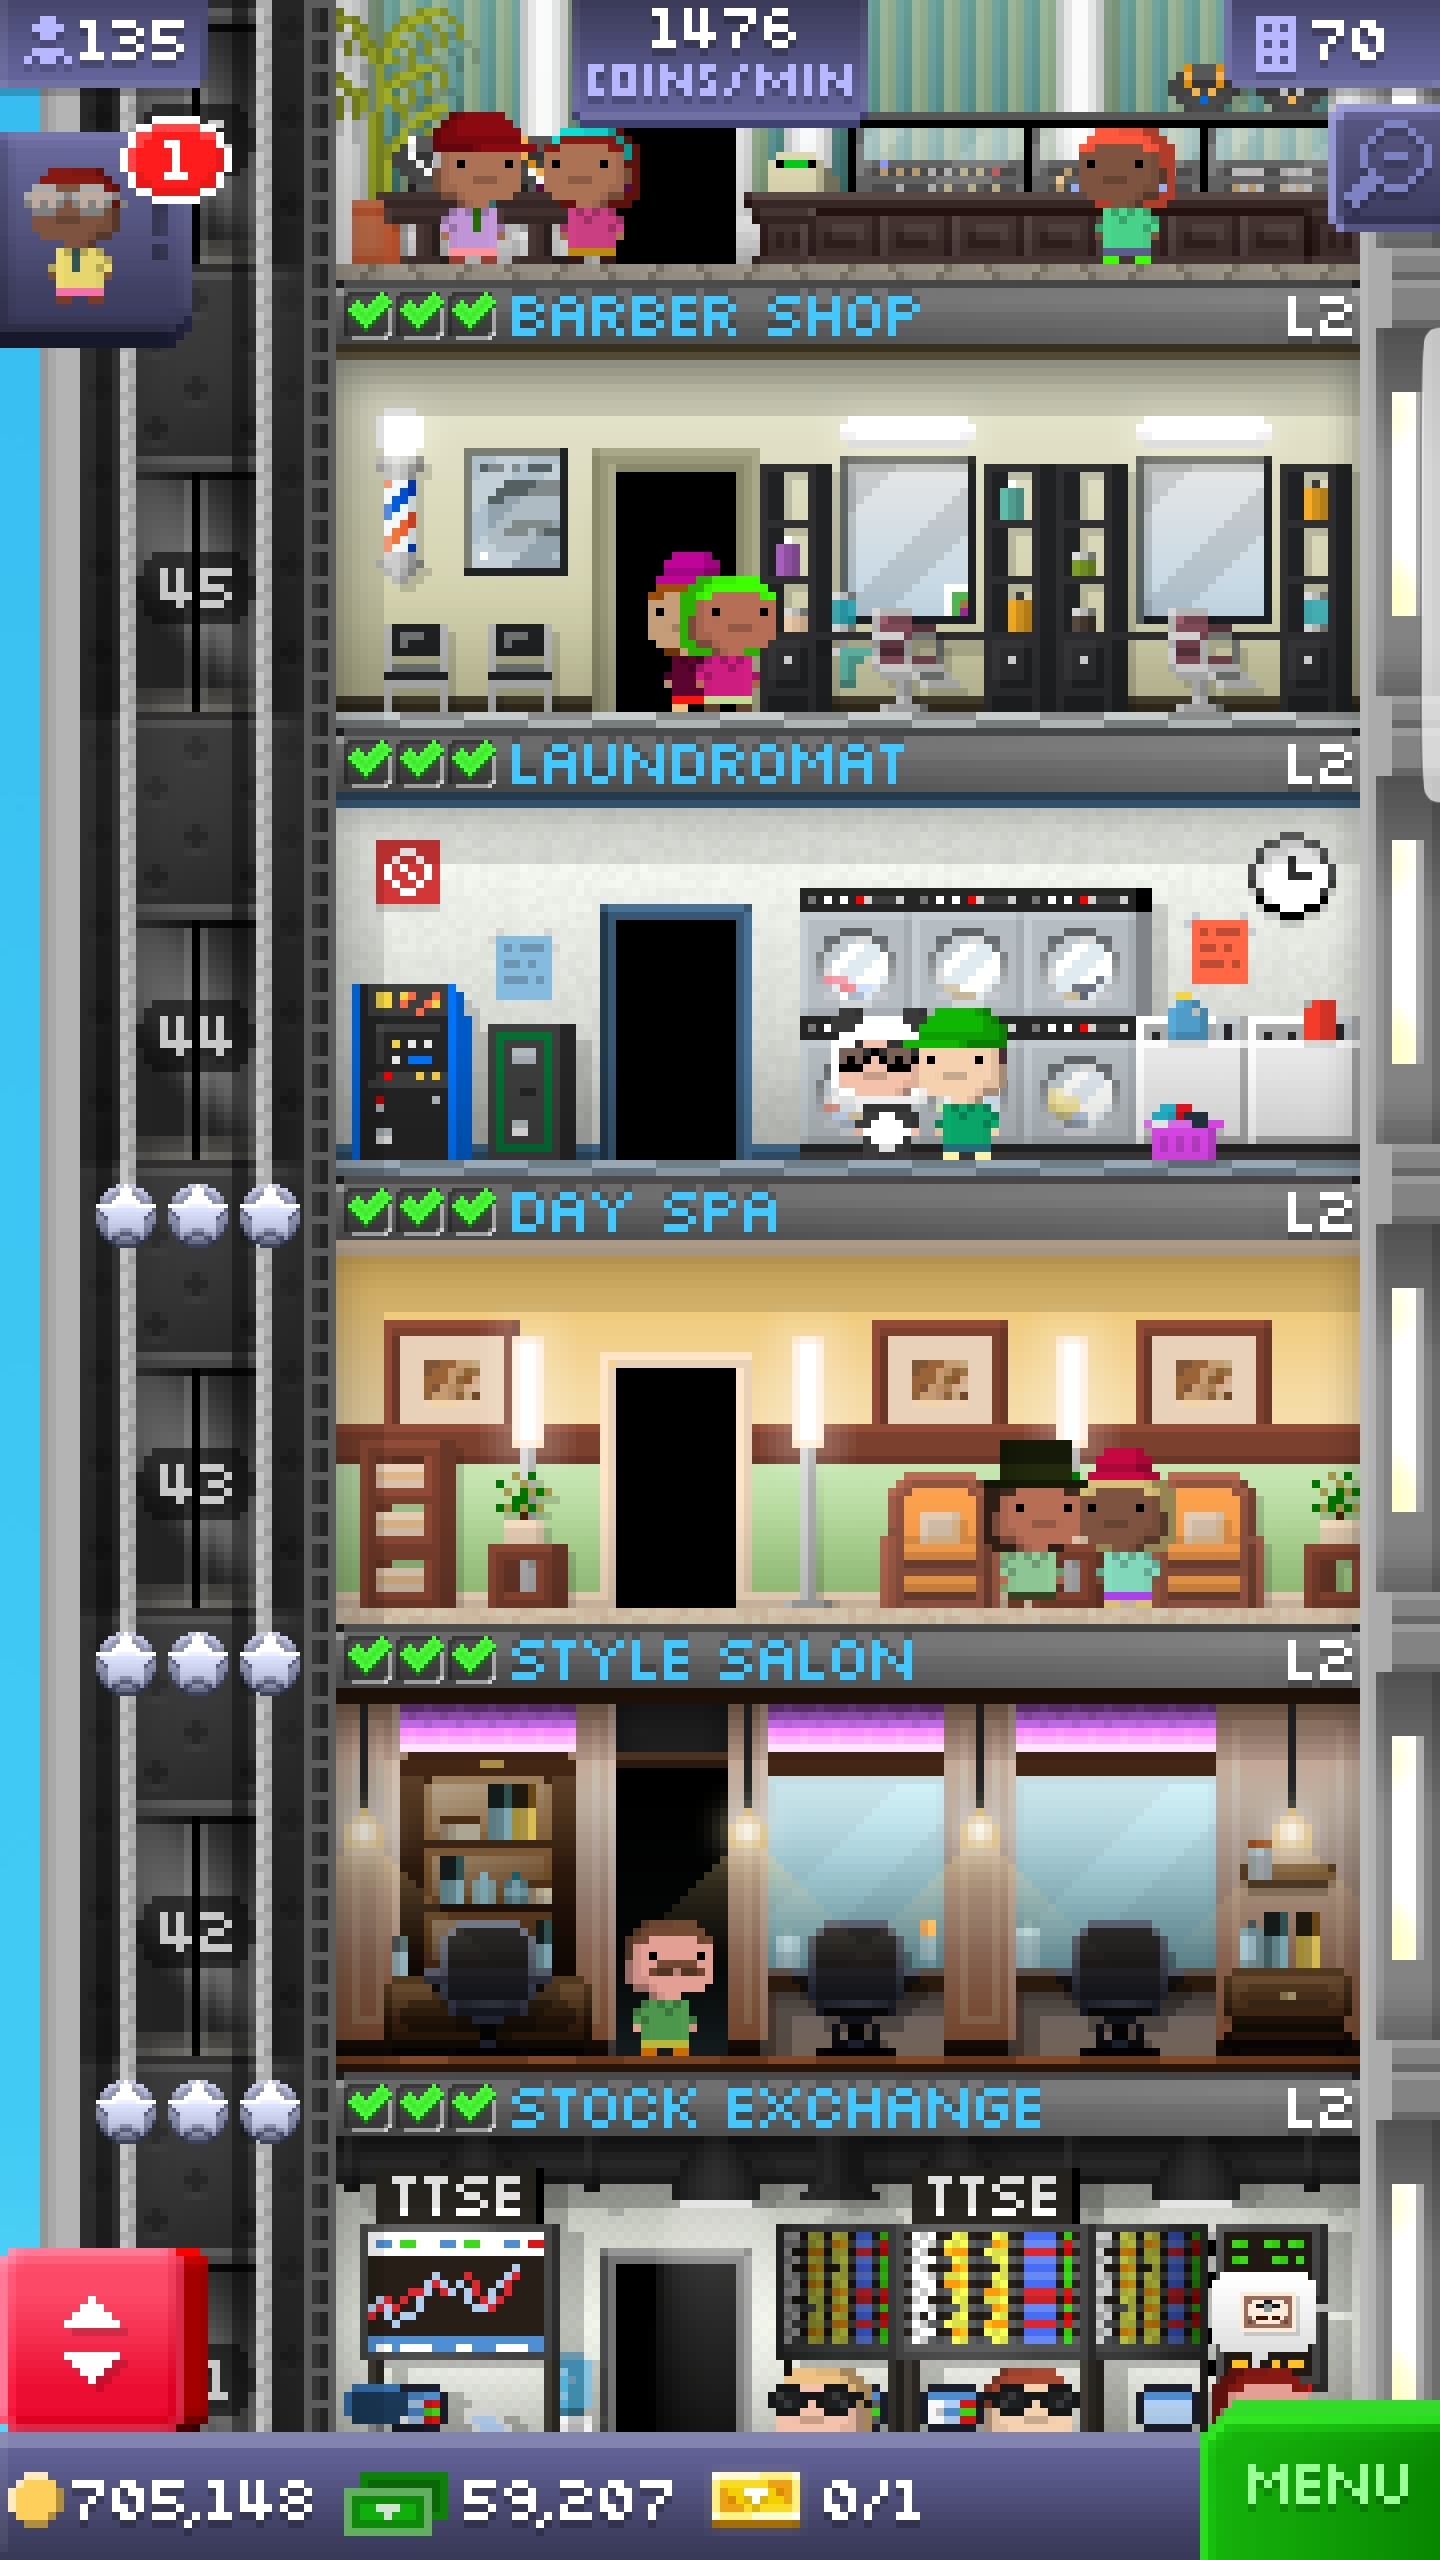 135
1476
COINS/MIN
70
1
BARBER SHOP L2
45
LAUNDROMAT L2
44
DAY SPA L2
43
STYLE SALON L2
42
STOCK EXCHANGE L2
TTSE TTSE
1
705,148 59,207 0/1
MENU